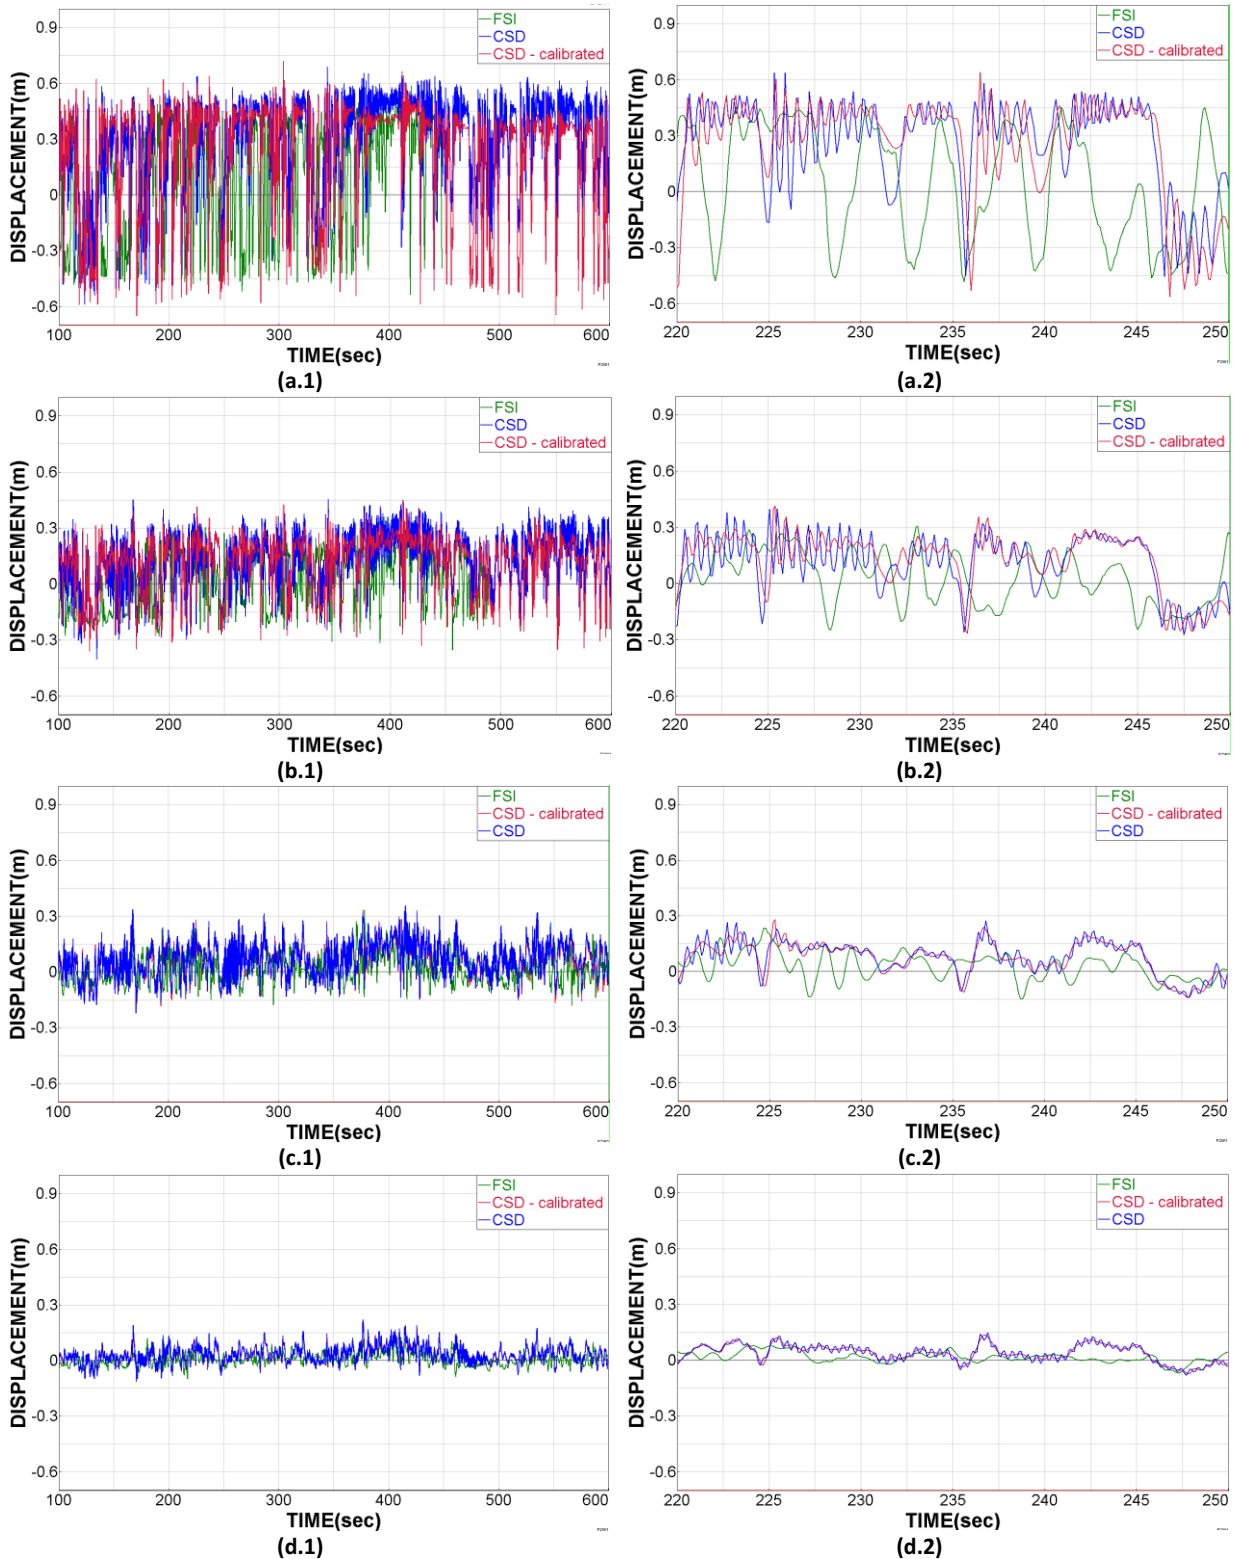 FSI
CSD
CSD - calibrated
DISPLACEMENT(m)
0.9
0.6
0.3
0
-0.3
-0.6
100 200 300 400 500 600
TIME(sec)
(a.1)
FSI
CSD
CSD - calibrated
DISPLACEMENT(m)
0.9
0.6
0.3
0
-0.3
-0.6
220 225 230 235 240 245 250
TIME(sec)
(a.2)
FSI
CSD
CSD - calibrated
DISPLACEMENT(m)
0.9
0.6
0.3
0
-0.3
-0.6
100 200 300 400 500 600
TIME(sec)
(b.1)
FSI
CSD
CSD - calibrated
DISPLACEMENT(m)
0.9
0.6
0.3
0
-0.3
-0.6
220 225 230 235 240 245 250
TIME(sec)
(b.2)
FSI
CSD - calibrated
CSD
DISPLACEMENT(m)
0.9
0.6
0.3
0
-0.3
-0.6
100 200 300 400 500 600
TIME(sec)
(c.1)
FSI
CSD - calibrated
CSD
DISPLACEMENT(m)
0.9
0.6
0.3
0
-0.3
-0.6
220 225 230 235 240 245 250
TIME(sec)
(c.2)
FSI
CSD - calibrated
CSD
DISPLACEMENT(m)
0.9
0.6
0.3
0
-0.3
-0.6
100 200 300 400 500 600
TIME(sec)
(d.1)
FSI
CSD - calibrated
CSD
DISPLACEMENT(m)
0.9
0.6
0.3
0
-0.3
-0.6
220 225 230 235 240 245 250
TIME(sec)
(d.2)